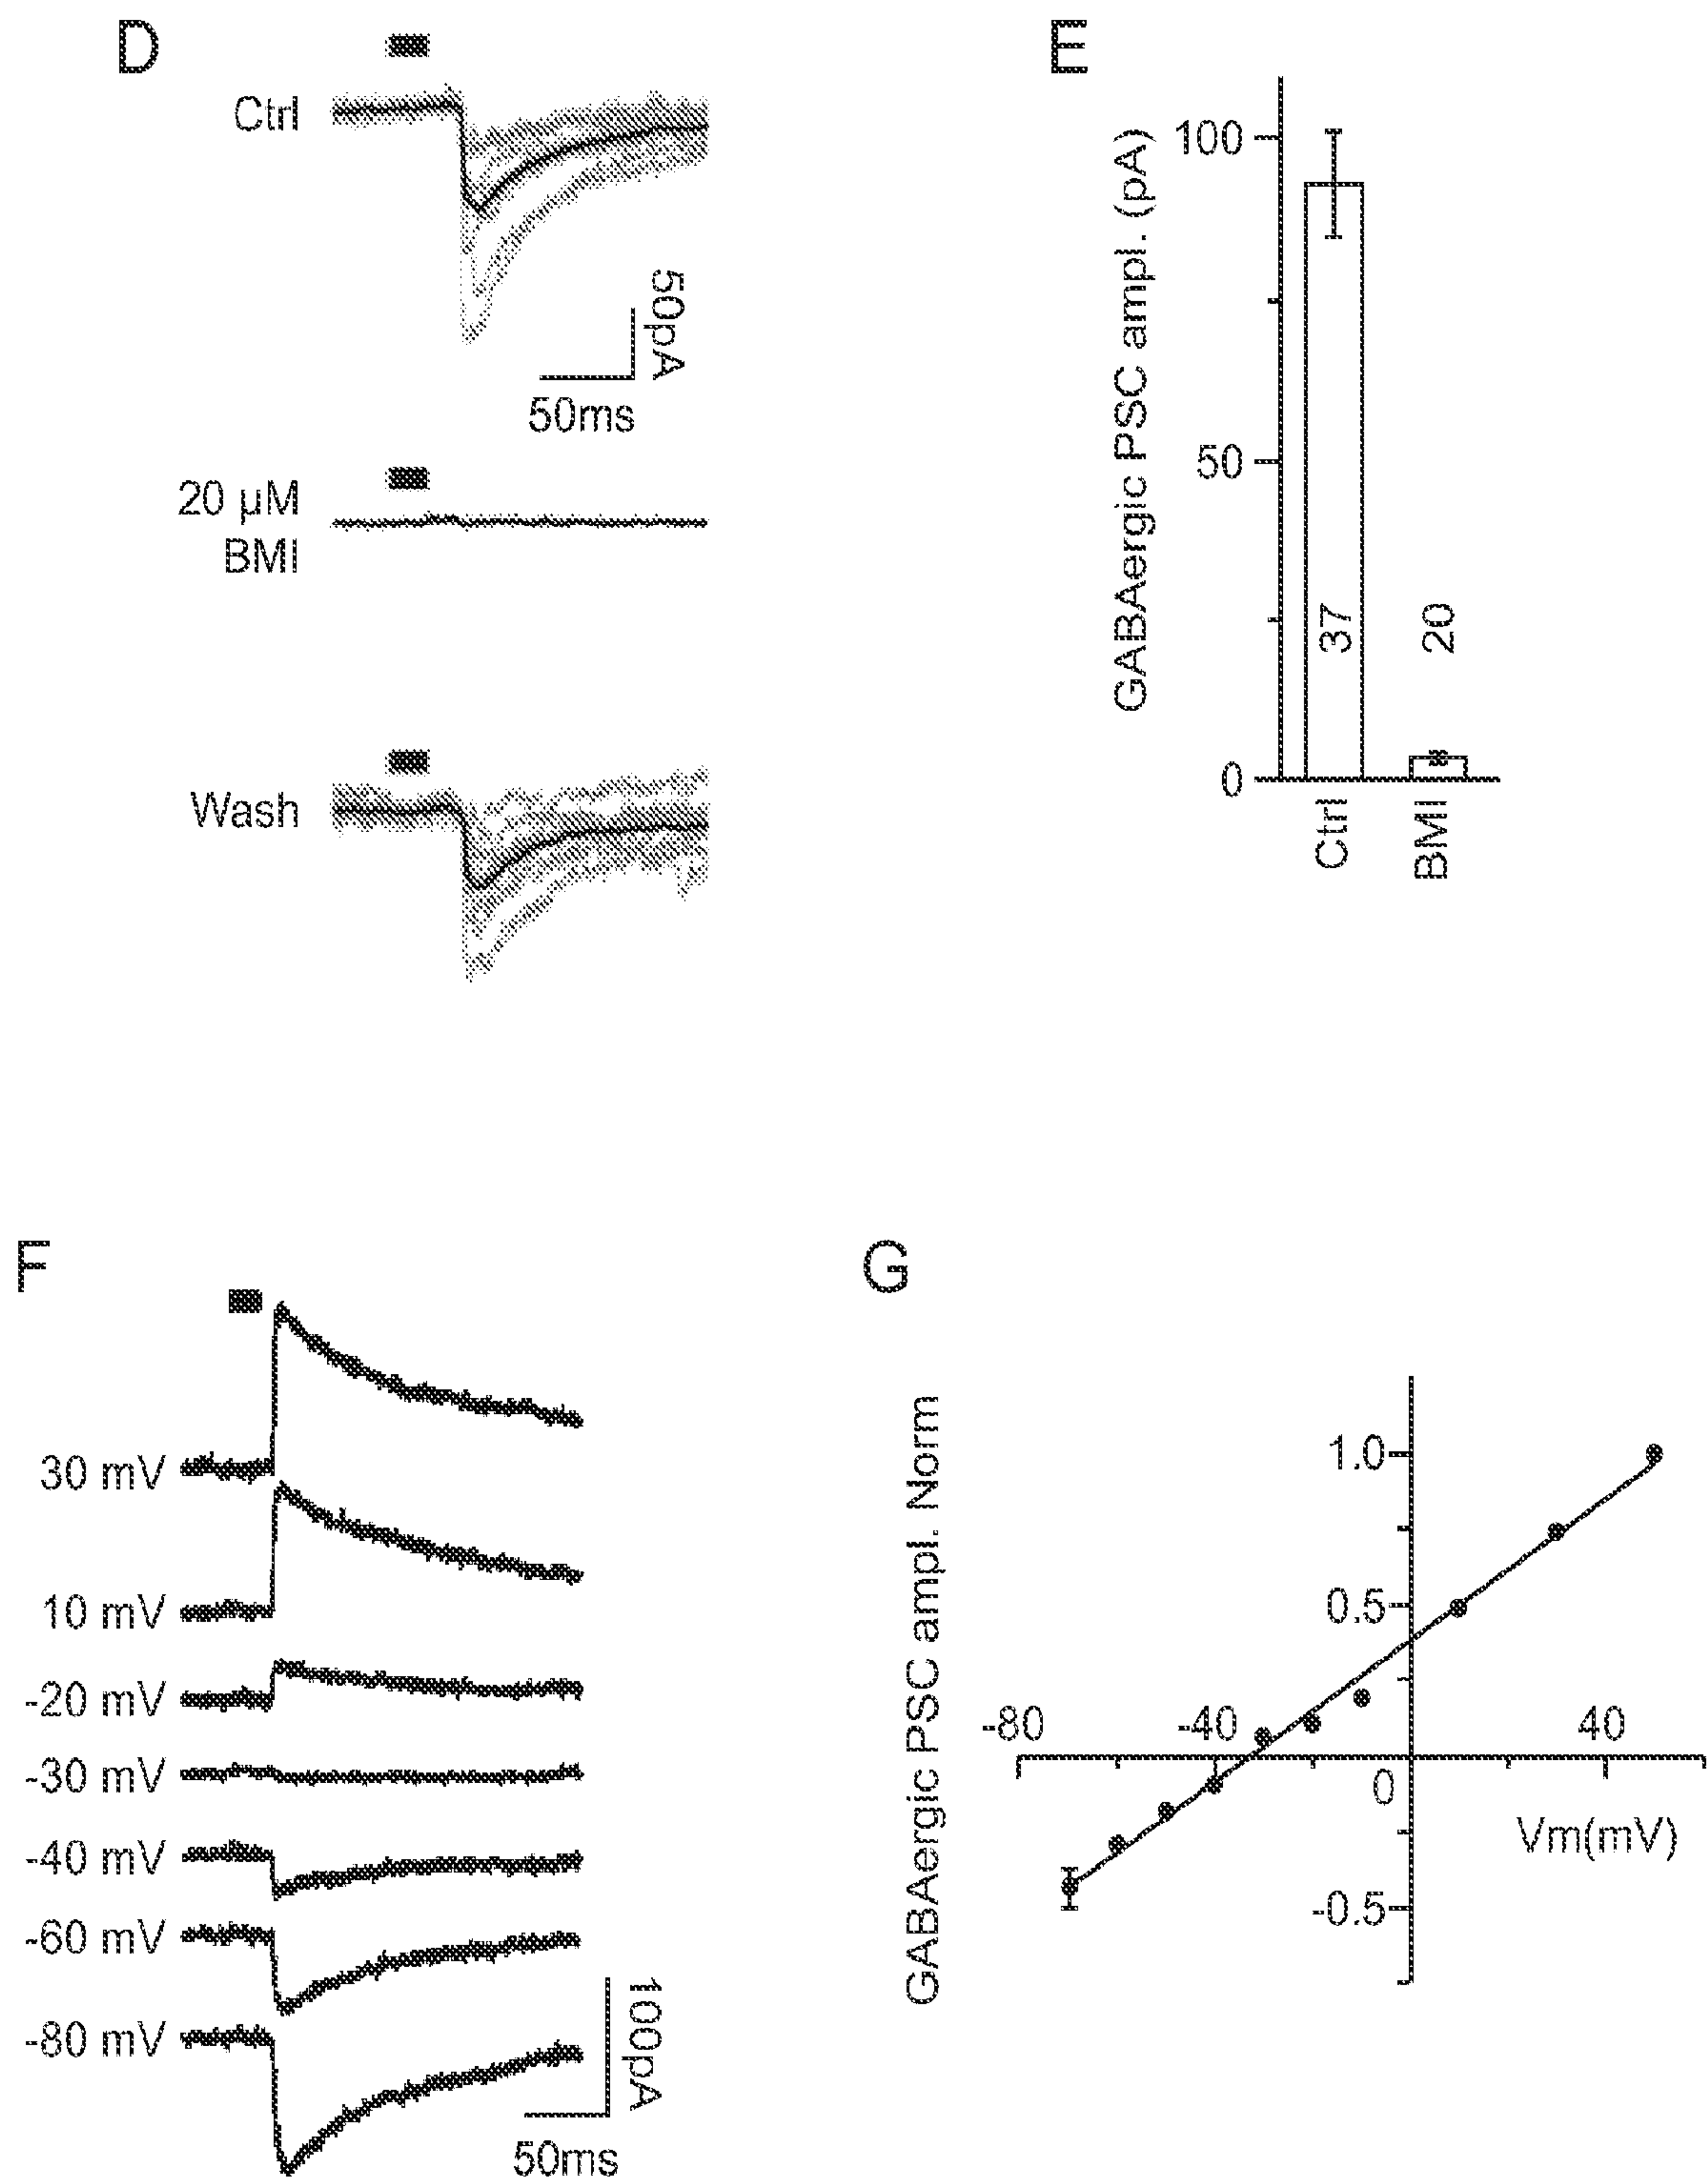 D
Ctrl
50pA
50ms
20 µM
BMI
Wash
E
GABAergic PSC ampl. (pA)
100
50
0
37
20
Ctrl
BMI
F
30 mV
10 mV
-20 mV
-30 mV
-40 mV
-60 mV
-80 mV
100pA
50ms
G
GABAergic PSC ampl. Norm
1.0
0.5
-80
-40
40
0
Vm(mV)
-0.5